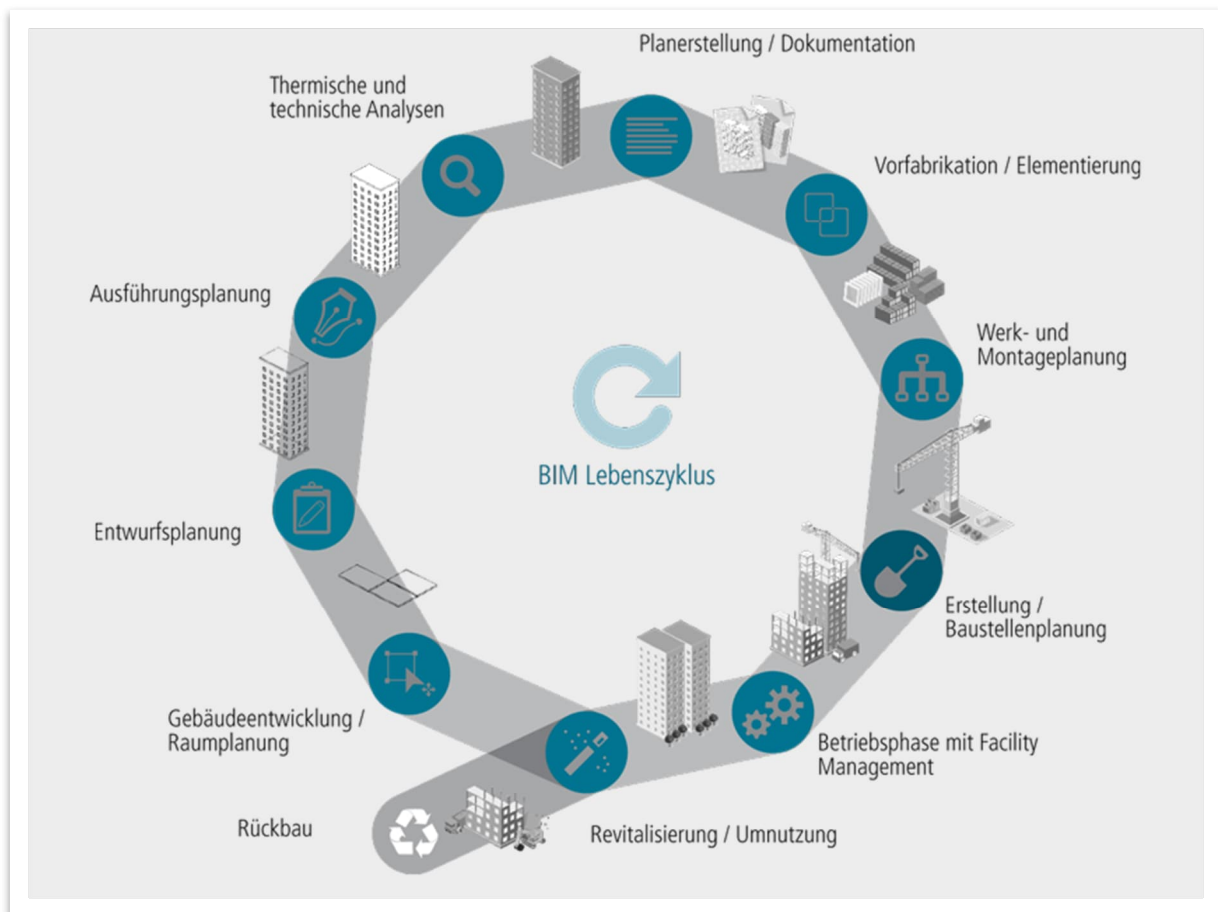 Planerstellung / Dokumentation
Thermische und
technische Analysen
Vorfabrikation / Elementierung
Ausführungsplanung
Werk- und
Montageplanung
BIM Lebenszyklus
Entwurfsplanung
Erstellung /
Baustellenplanung
Gebäudeentwicklung /
Raumplanung
Betriebsphase mit Facility
Management
Rückbau
Revitalisierung / Umnutzung